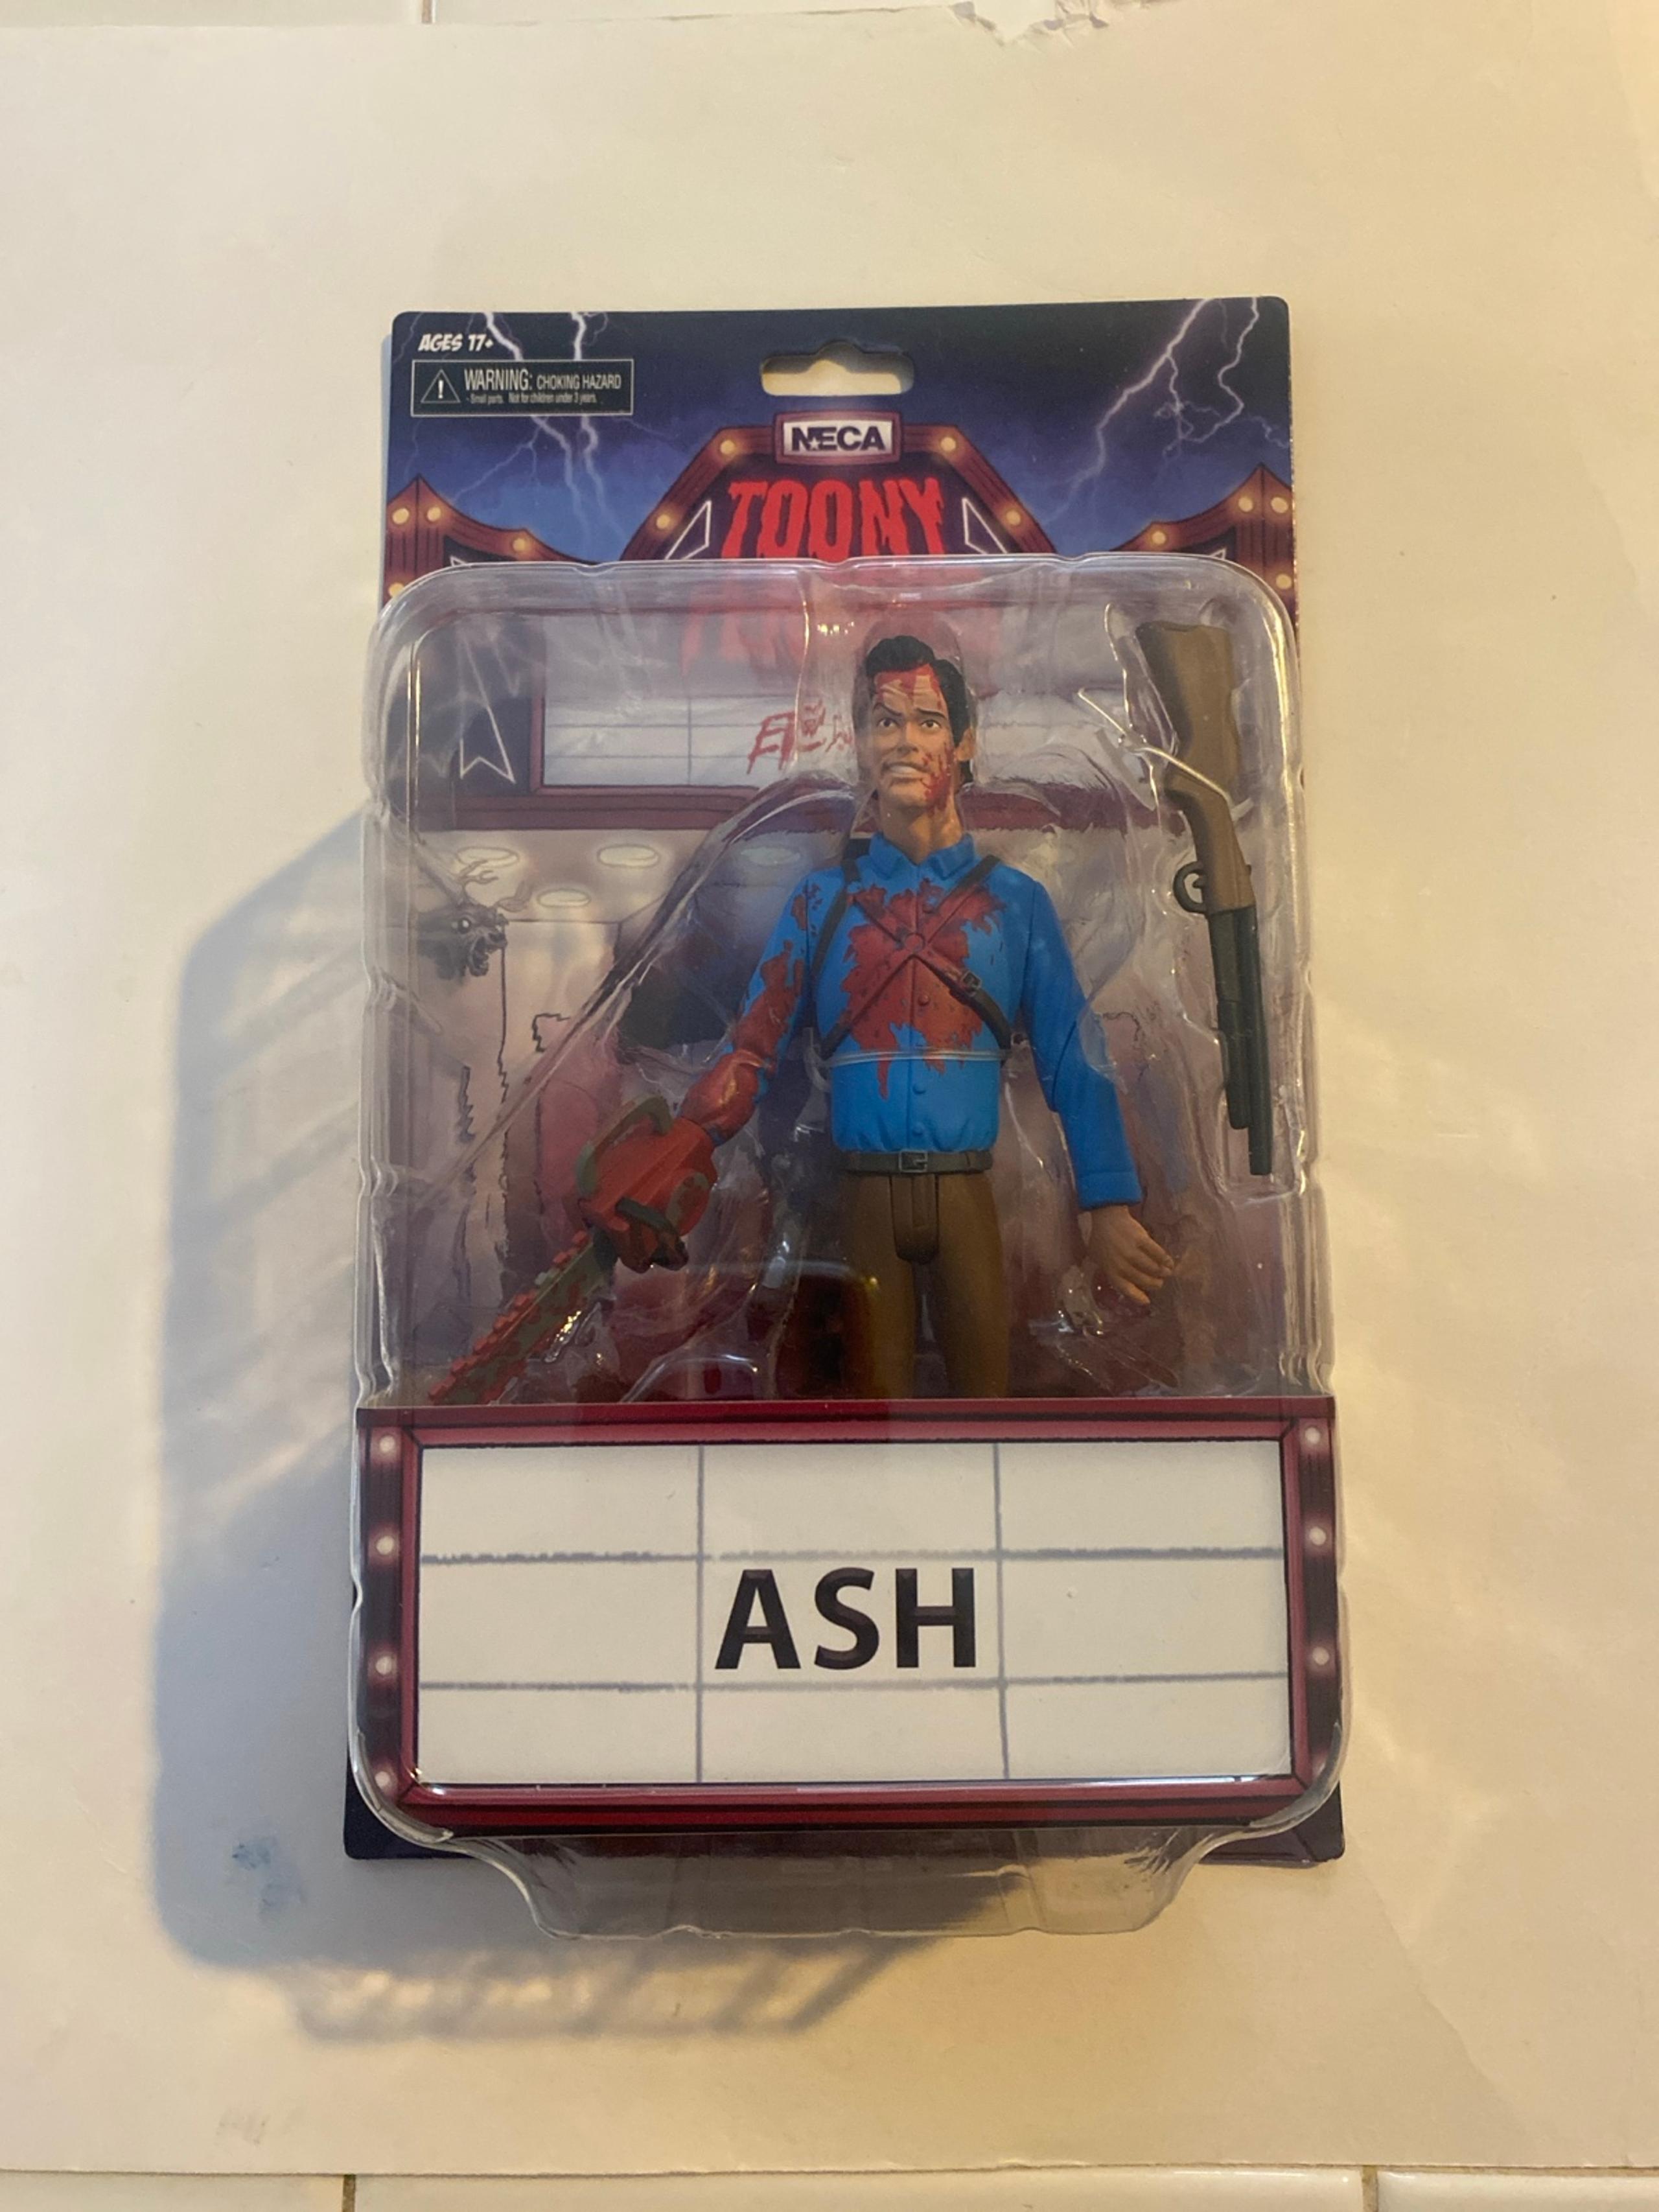 AGES 17+
WARNING: CHOKING HAZARD
- Small parts. Not for children under 3 years.
NECA
TOONY
ASH